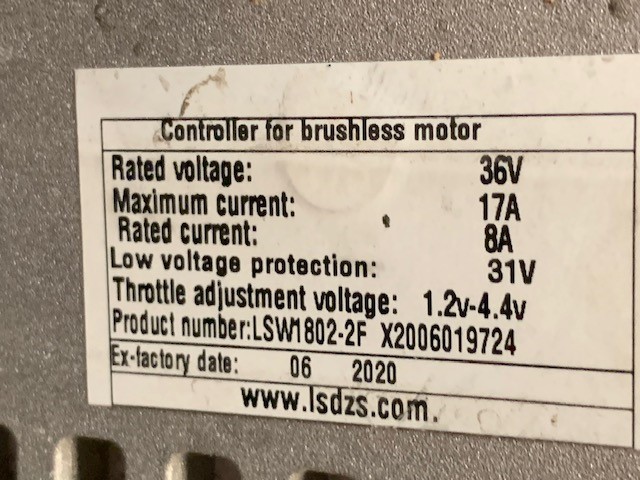 Controller for brushless motor
Rated voltage: 36V
Maximum current: 17A
Rated current: 8A
Low voltage protection: 31V
Throttle adjustment voltage: 1.2v-4.4v
Product number:LSW1802-2F X2006019724
Ex-factory date: 06 2020
www.lsdzs.com.